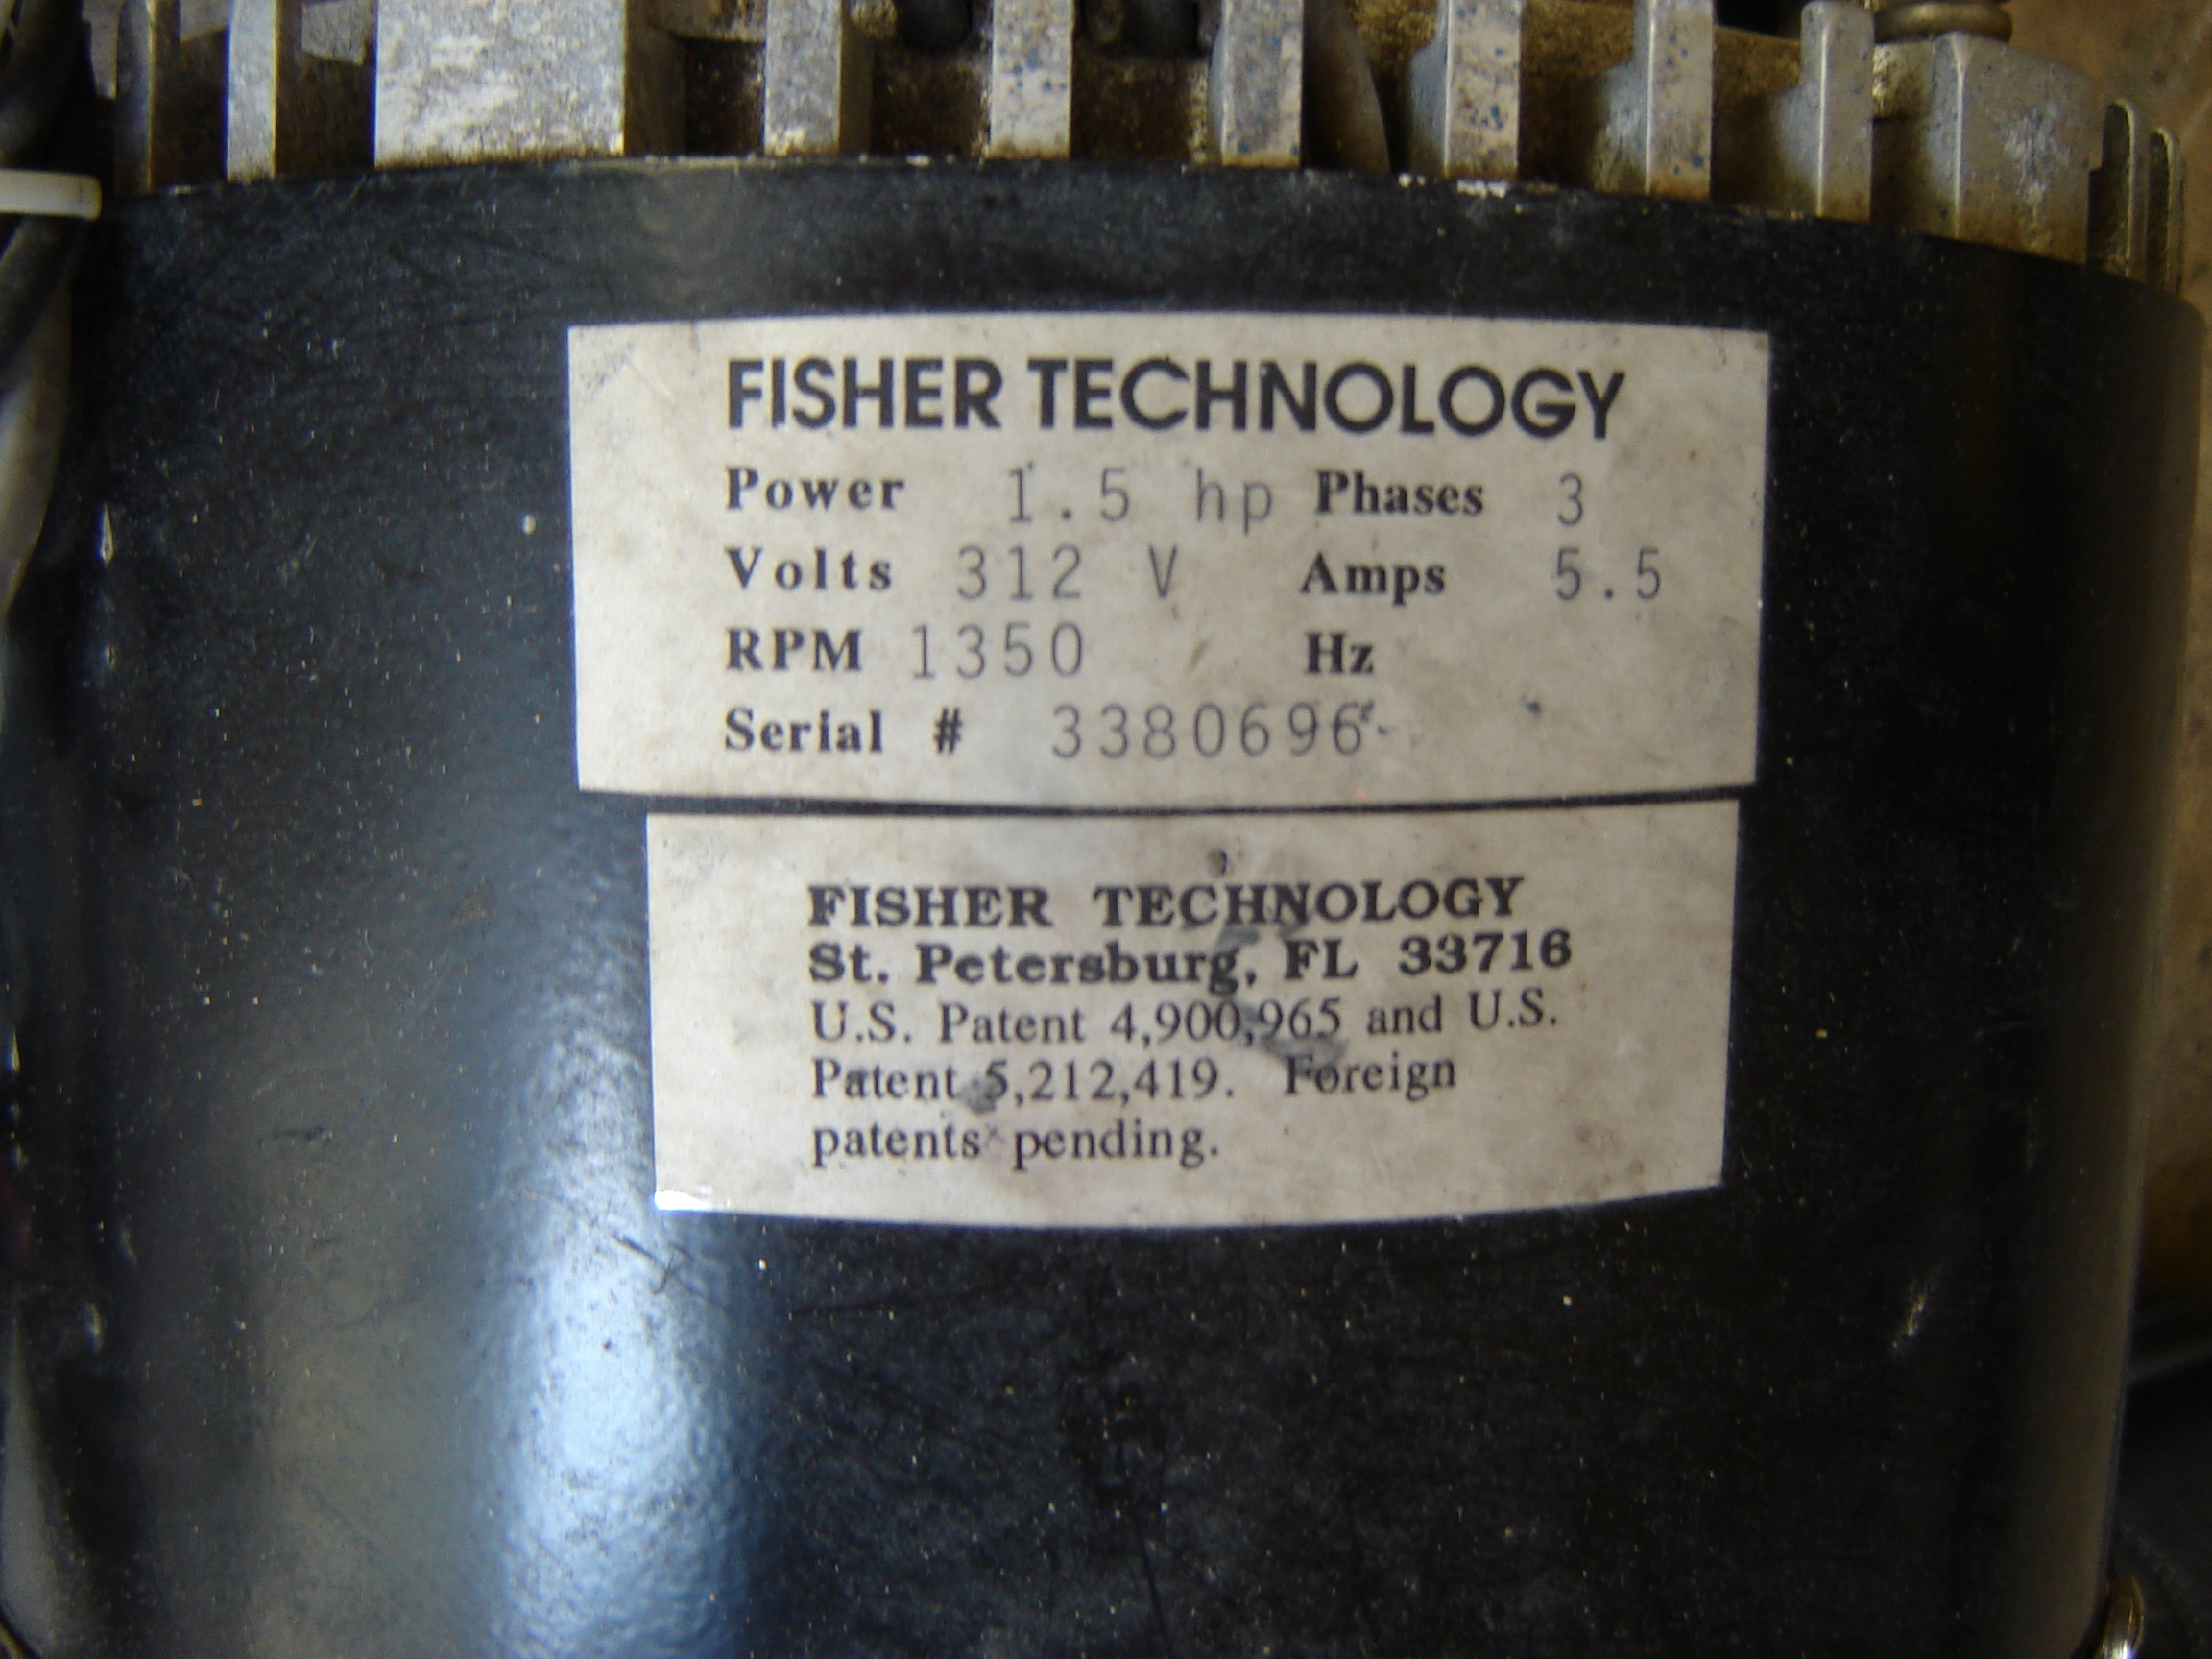 FISHER TECHNOLOGY
Power 1.5 hp Phases 3
Volts 312 V Amps 5.5
RPM 1350 Hz
Serial # 3380696
FISHER TECHNOLOGY
St. Petersburg, FL 33716
U.S. Patent 4,900,965 and U.S.
Patent 5,212,419. Foreign
patents pending.